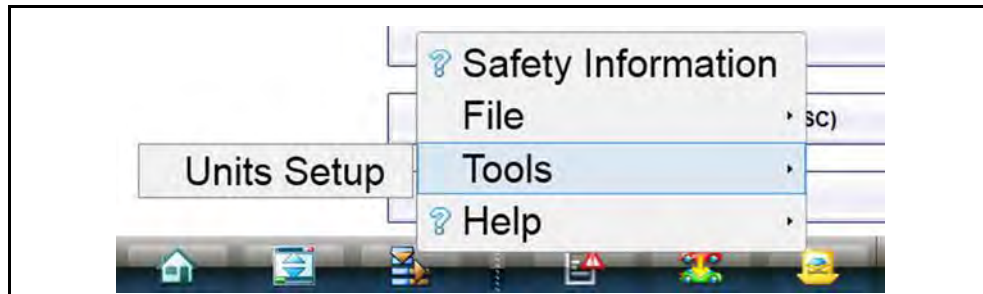 Safety Information
File
SC)
Units Setup
Tools
Help